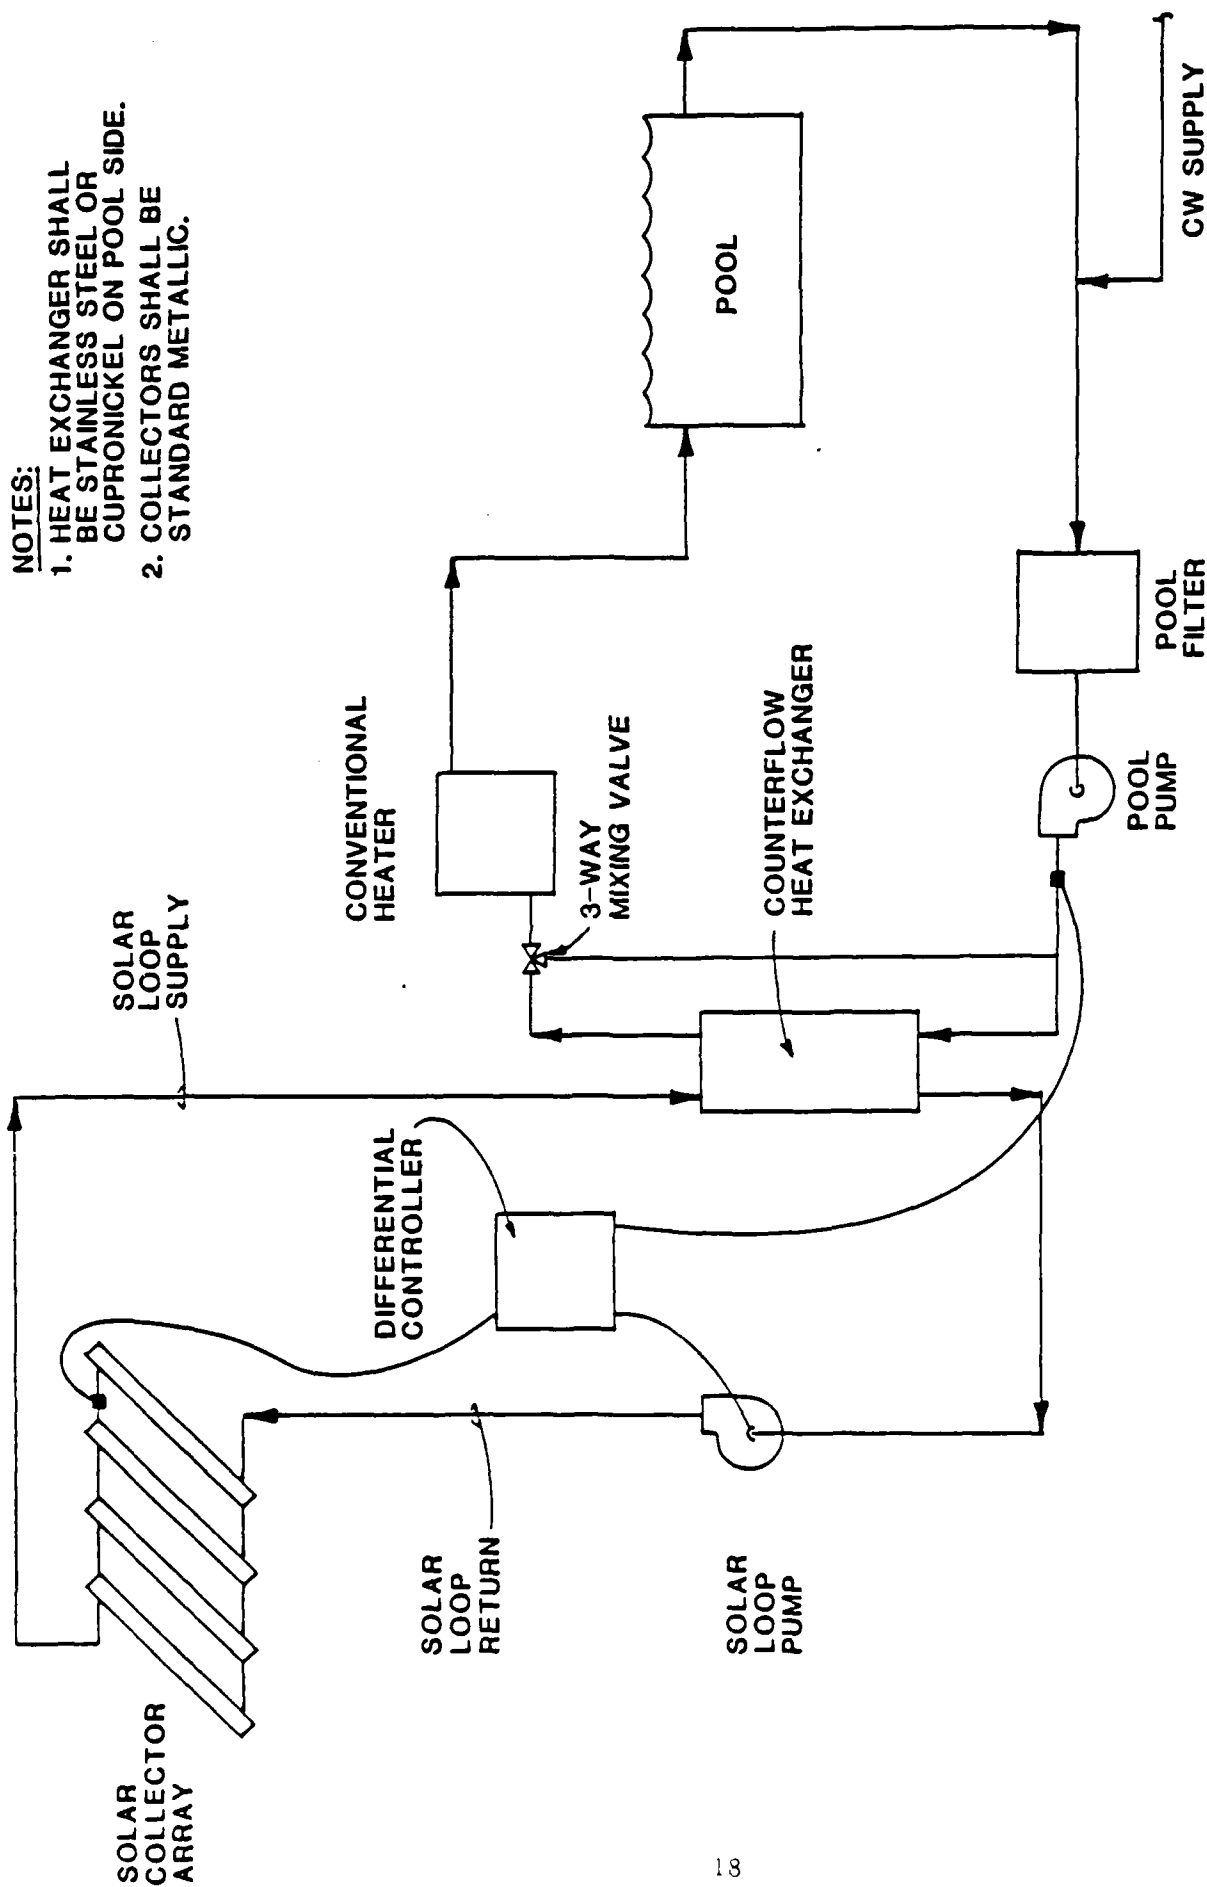 NOTES:
1. HEAT EXCHANGER SHALL
BE STAINLESS STEEL OR
CUPRONICKEL ON POOL SIDE.
2. COLLECTORS SHALL BE
STANDARD METALLIC.
SOLAR
COLLECTOR
ARRAY
SOLAR
LOOP
SUPPLY
DIFFERENTIAL
CONTROLLER
CONVENTIONAL
HEATER
SOLAR
LOOP
RETURN
3-WAY
MIXING VALVE
SOLAR
LOOP
PUMP
COUNTERFLOW
HEAT EXCHANGER
POOL
POOL
PUMP
POOL
FILTER
CW SUPPLY
18